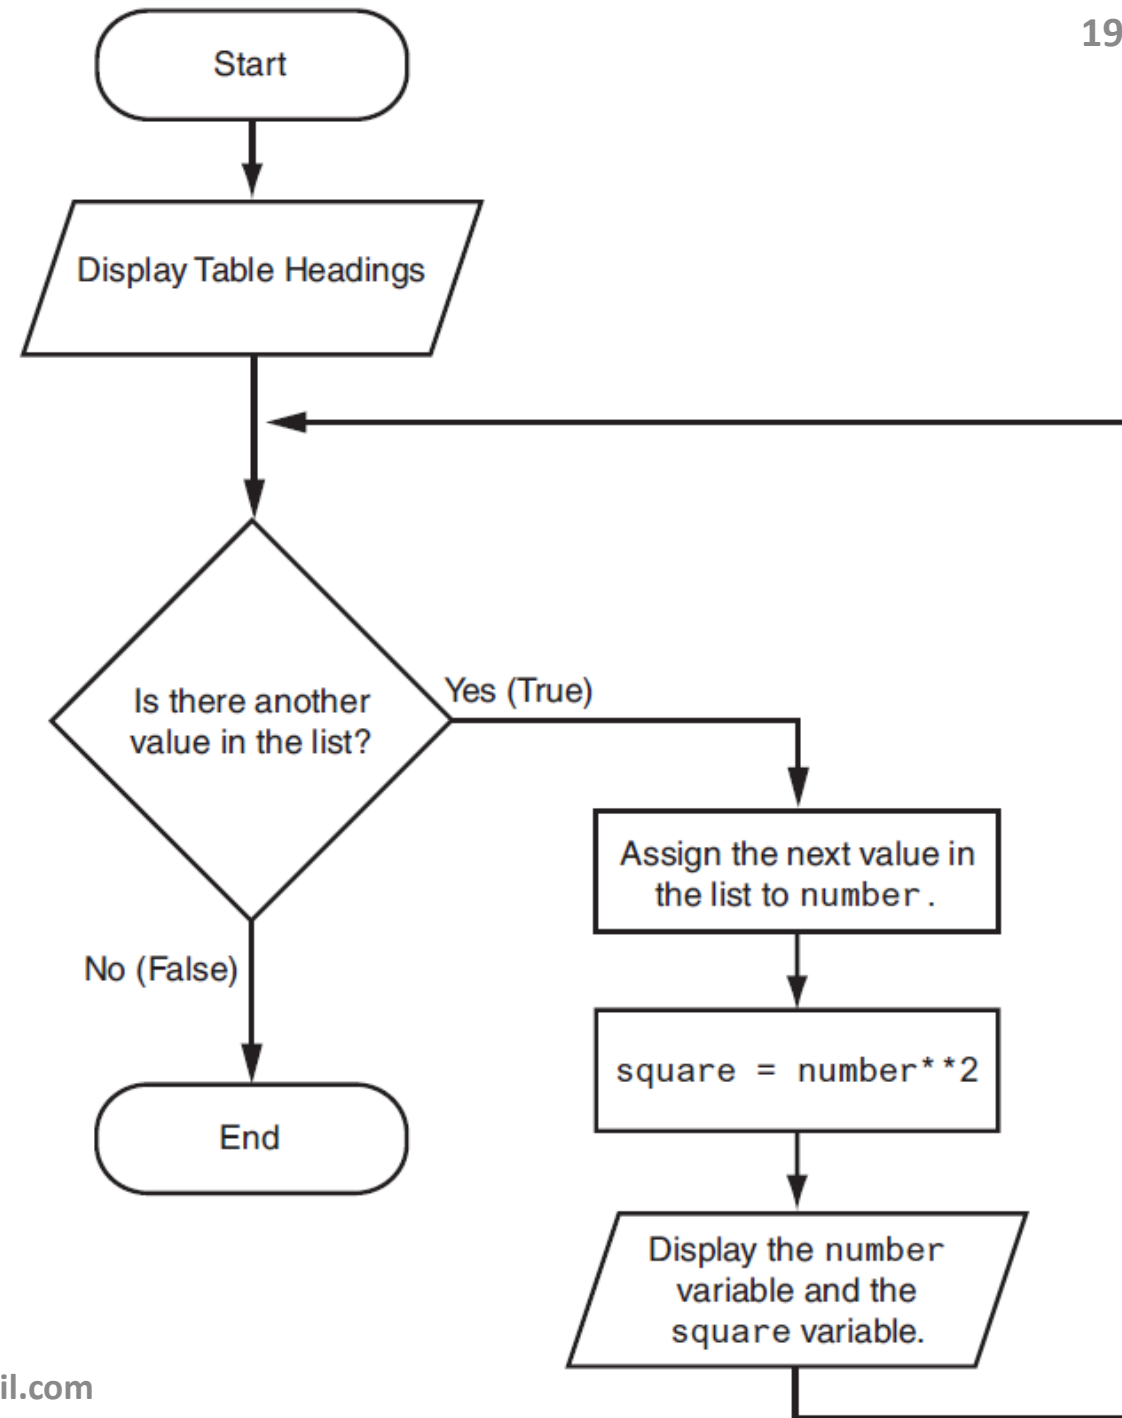 19
Start
Display Table Headings
Is there another
value in the list?
Yes (True)
Assign the next value in
the list to number.
No (False)
square = number**2
End
Display the number
variable and the
square variable.
il.com